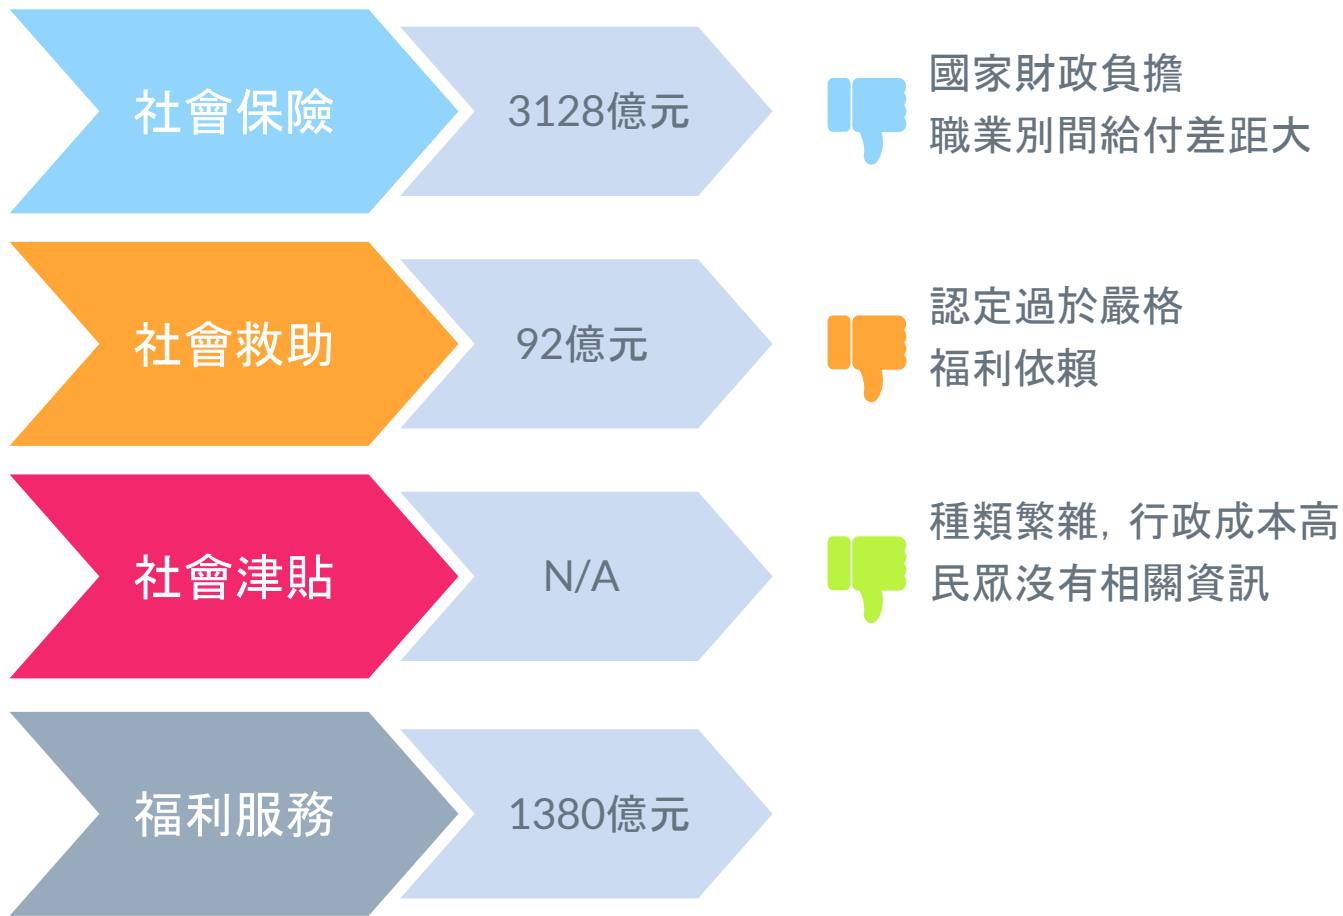 社會保險
3128億元
國家財政負擔
職業別間給付差距大
社會救助
92億元
認定過於嚴格
福利依賴
社會津貼
N/A
種類繁雜, 行政成本高
民眾沒有相關資訊
福利服務
1380億元